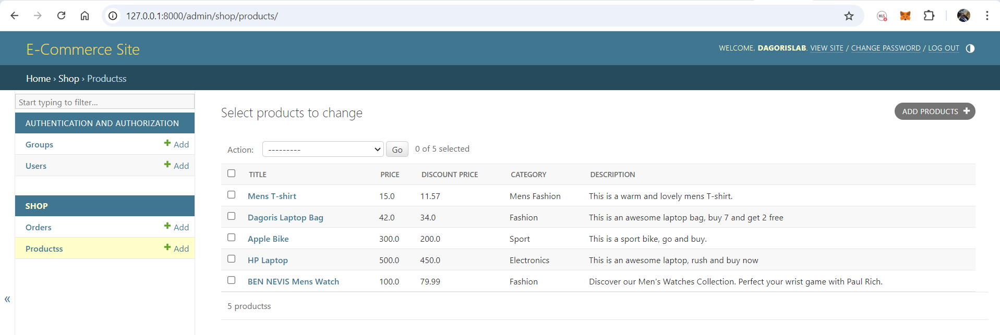 127.0.0.1:8000/admin/shop/products/
HLS
E-Commerce Site
WELCOME, DAGORISLAB. VIEW SITE / CHANGE PASSWORD / LOG OUT
Home › Shop › Productss
Start typing to filter...
AUTHENTICATION AND AUTHORIZATION
Groups + Add
Users + Add
SHOP
Orders + Add
Productss + Add
«
Select products to change
ADD PRODUCTS +
Action: --------- Go 0 of 5 selected
TITLE PRICE DISCOUNT PRICE CATEGORY DESCRIPTION
Mens T-shirt 15.0 11.57 Mens Fashion This is a warm and lovely mens T-shirt.
Dagoris Laptop Bag 42.0 34.0 Fashion This is an awesome laptop bag, buy 7 and get 2 free
Apple Bike 300.0 200.0 Sport This is a sport bike, go and buy.
HP Laptop 500.0 450.0 Electronics This is an awesome laptop, rush and buy now
BEN NEVIS Mens Watch 100.0 79.99 Fashion Discover our Men's Watches Collection. Perfect your wrist game with Paul Rich.
5 productss